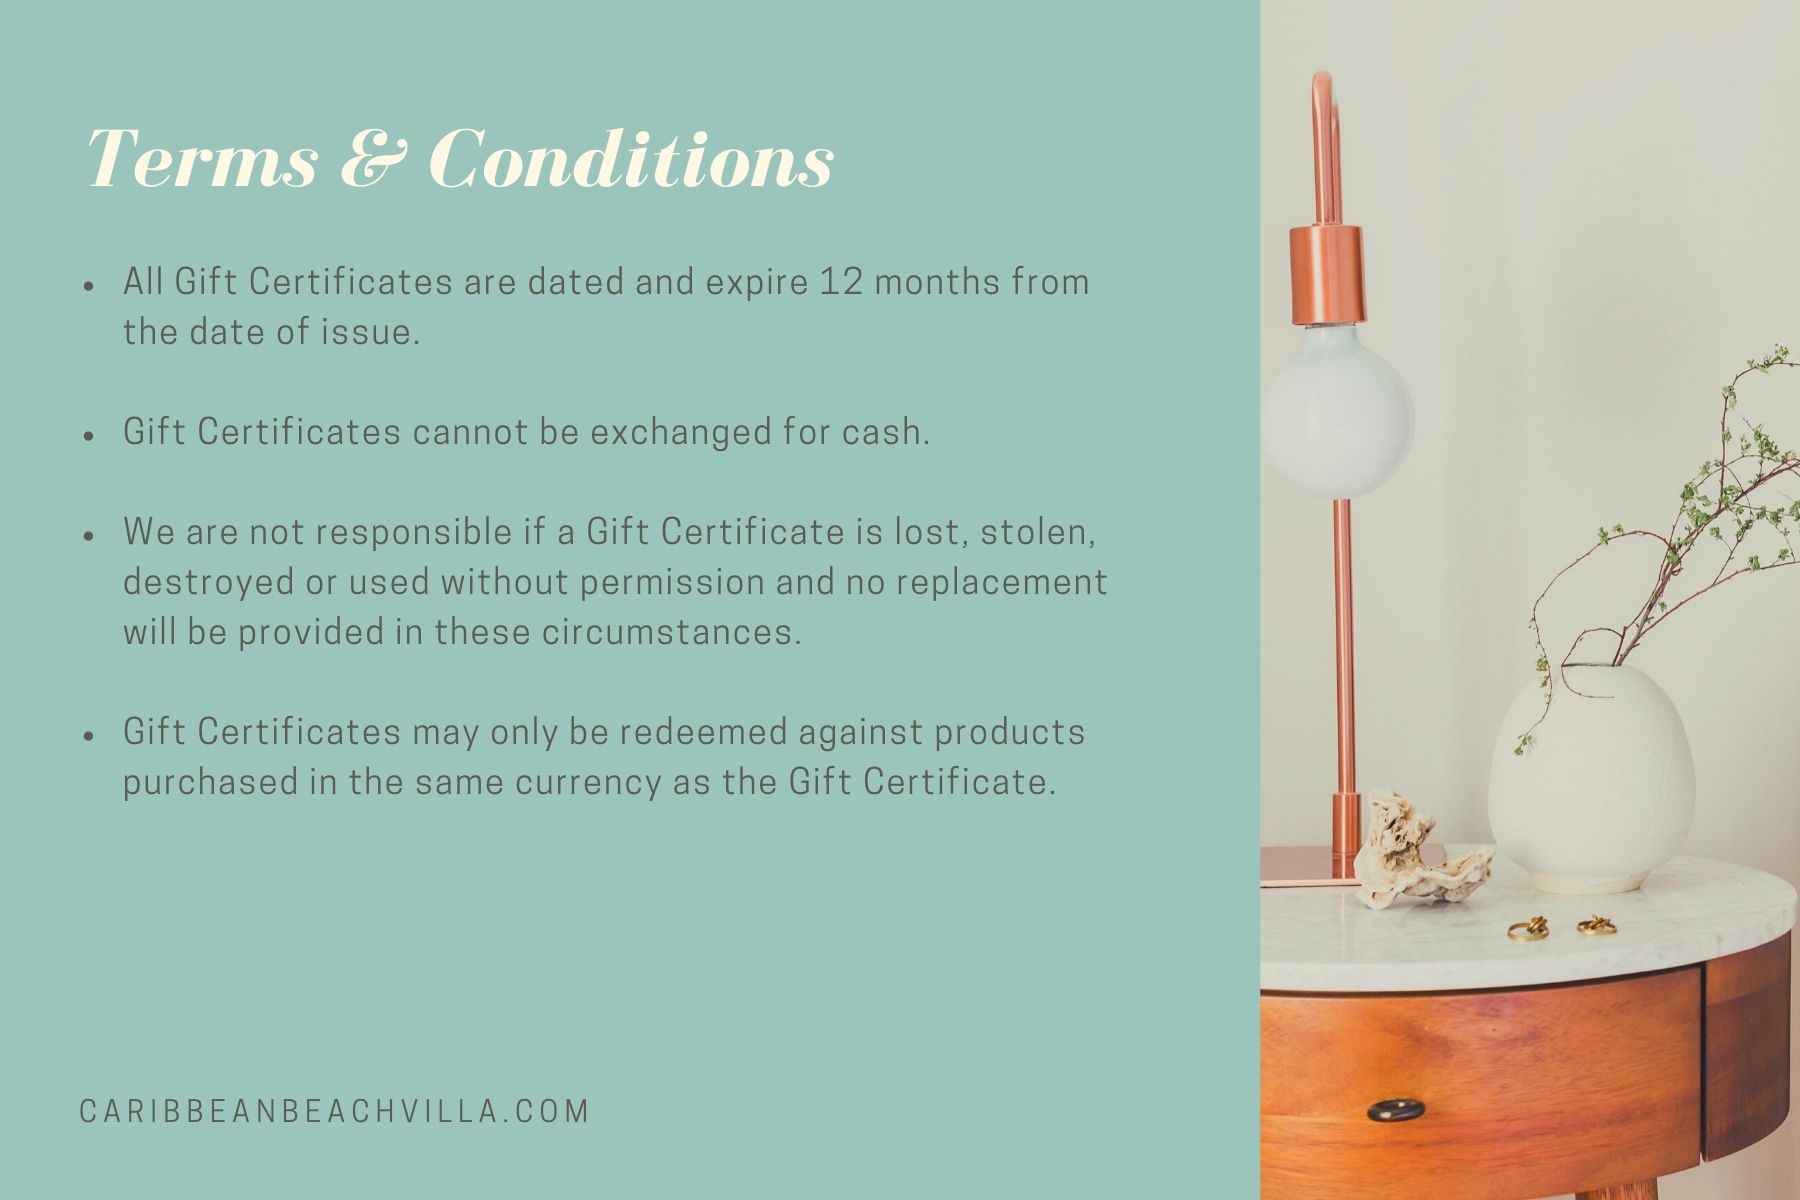 Terms & Conditions
• All Gift Certificates are dated and expire 12 months from
the date of issue.
• Gift Certificates cannot be exchanged for cash.
• We are not responsible if a Gift Certificate is lost, stolen,
destroyed or used without permission and no replacement
will be provided in these circumstances.
• Gift Certificates may only be redeemed against products
purchased in the same currency as the Gift Certificate.
CARIBBEANBEACHVILLA.COM